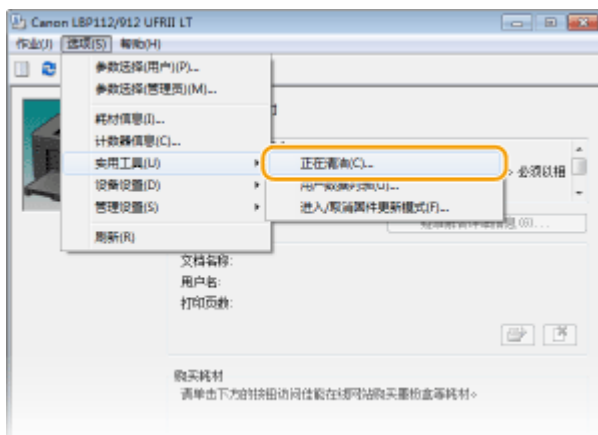 Canon LBP112/912 UFRII LT
作业(J) 选项(S) 帮助(H)
参数选择(用户)(P)...
参数选择(管理员)(M)...
耗材信息(I)...
计数器信息(C)...
实用工具(U)
正在清洁(C)...
必须以相
设备设置(D)
用户数据列表(U)...
管理设置(S)
进入/取消固件更新模式(F)...
刷新(R)
文档名称:
用户名:
打印页数:
购买耗材
请单击下方的按钮访问佳能在线网站购买墨粉盒等耗材。